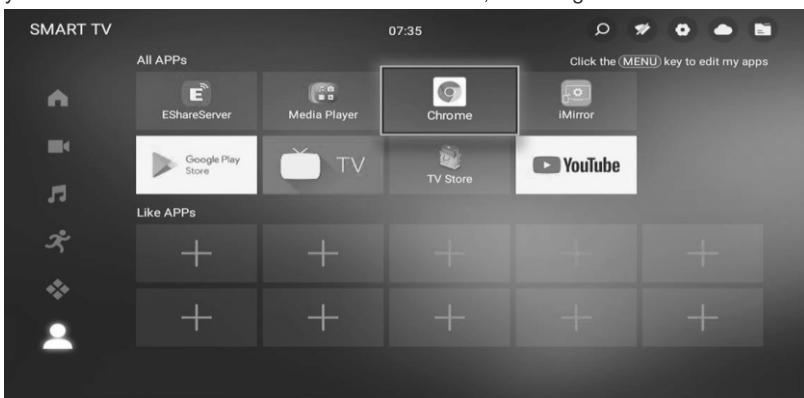 SMART TV
07:35
All APPs
Click the MENU key to edit my apps
EShareServer
Media Player
Chrome
iMirror
Google Play
Store
TV
TV Store
YouTube
Like APPs